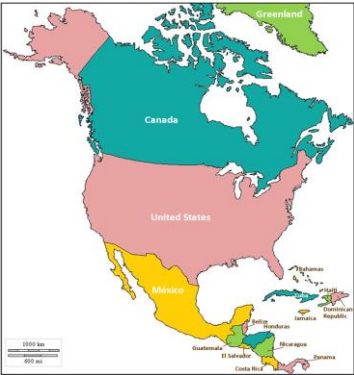 Greenland
Canada
United States
México
Bahamas
Cuba
Haiti
Dominican
Republic
Jamaica
Belize
Honduras
Guatemala
Nicaragua
El Salvador
Costa Rica
Panama
1000 km
600 mi